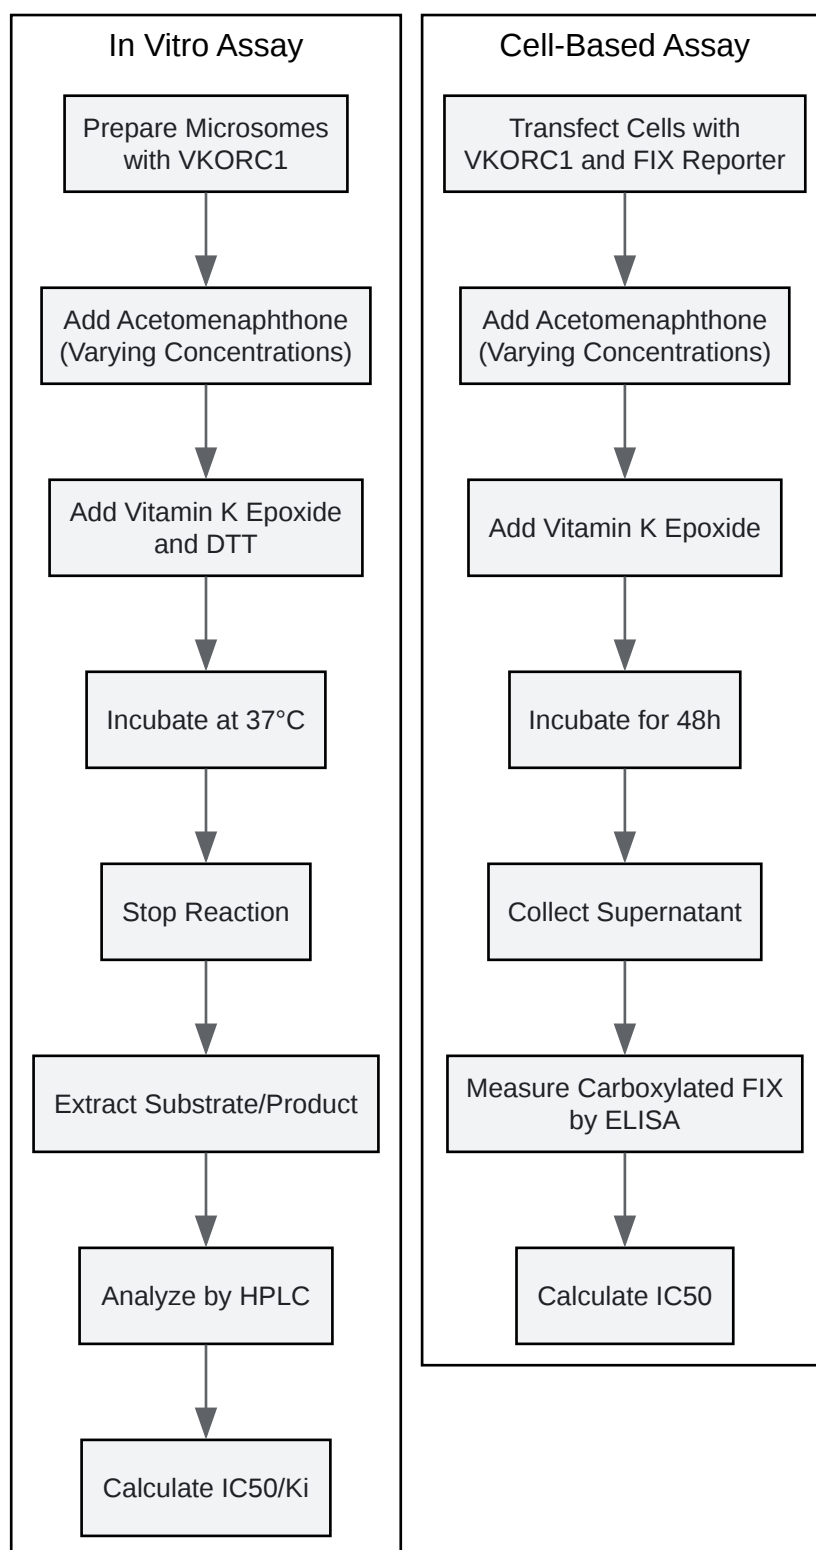 In Vitro Assay
Prepare Microsomes
with VKORC1
Add Acetomenaphthone
(Varying Concentrations)
Add Vitamin K Epoxide
and DTT
Incubate at 37°C
Stop Reaction
Extract Substrate/Product
Analyze by HPLC
Calculate IC50/Ki
Cell-Based Assay
Transfect Cells with
VKORC1 and FIX Reporter
Add Acetomenaphthone
(Varying Concentrations)
Add Vitamin K Epoxide
Incubate for 48h
Collect Supernatant
Measure Carboxylated FIX
by ELISA
Calculate IC50